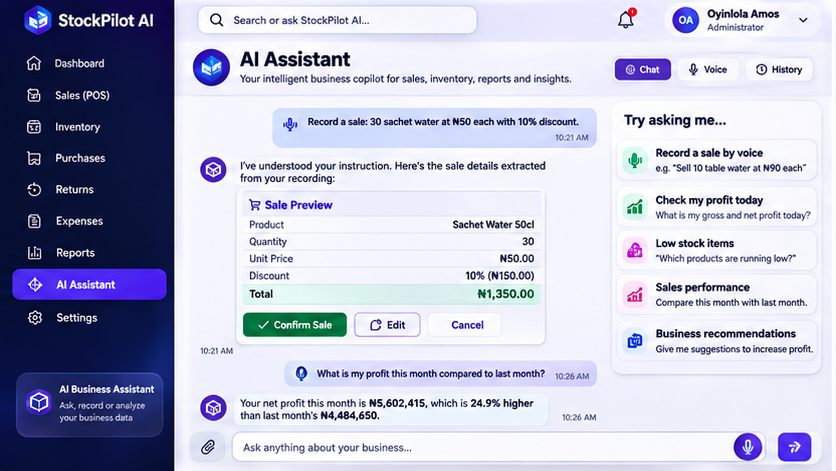 StockPilot AI
Search or ask StockPilot AI...
OA
Oyinlola Amos
Administrator
Dashboard
Sales (POS)
Inventory
Purchases
Returns
Expenses
Reports
AI Assistant
Settings
AI Business Assistant
Ask, record or analyze
your business data
AI Assistant
Your intelligent business copilot for sales, inventory, reports and insights.
Chat
Voice
History
Record a sale: 30 sachet water at ₦50 each with 10% discount.
10:21 AM
I've understood your instruction. Here's the sale details extracted
from your recording:
Sale Preview
Product Sachet Water 50cl
Quantity 30
Unit Price ₦50.00
Discount 10% (₦150.00)
Total ₦1,350.00
Confirm Sale
Edit
Cancel
10:21 AM
What is my profit this month compared to last month?
10:26 AM
Your net profit this month is ₦5,602,415, which is 24.9% higher
than last month's ₦4,484,650.
10:26 AM
Ask anything about your business...
Try asking me...
Record a sale by voice
e.g. "Sell 10 table water at ₦90 each"
Check my profit today
What is my gross and net profit today?
Low stock items
"Which products are running low?"
Sales performance
Compare this month with last month.
Business recommendations
Give me suggestions to increase profit.